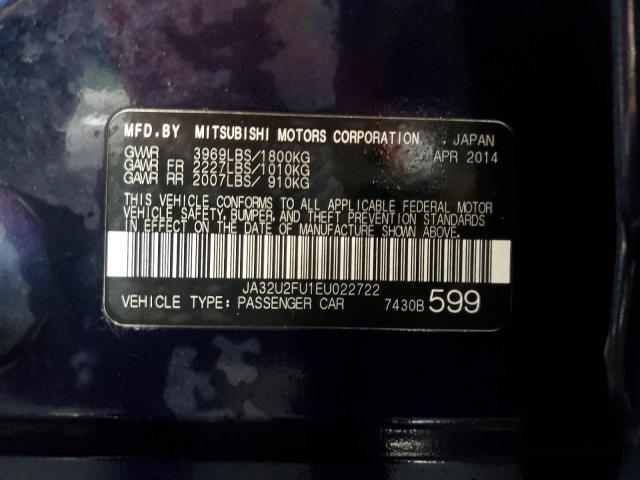 MFD.BY MITSUBISHI MOTORS CORPORATION JAPAN
GVWR 3969LBS/1800KG APR 2014
GAWR FR 2227LBS/1010KG
GAWR RR 2007LBS/ 910KG
THIS VEHICLE CONFORMS TO ALL APPLICABLE FEDERAL MOTOR
VEHICLE SAFETY, BUMPER, AND THEFT PREVENTION STANDARDS
IN EFFECT ON THE DATE OF MANUFACTURE SHOWN ABOVE.
JA32U2FU1EU022722
VEHICLE TYPE: PASSENGER CAR 7430B 599